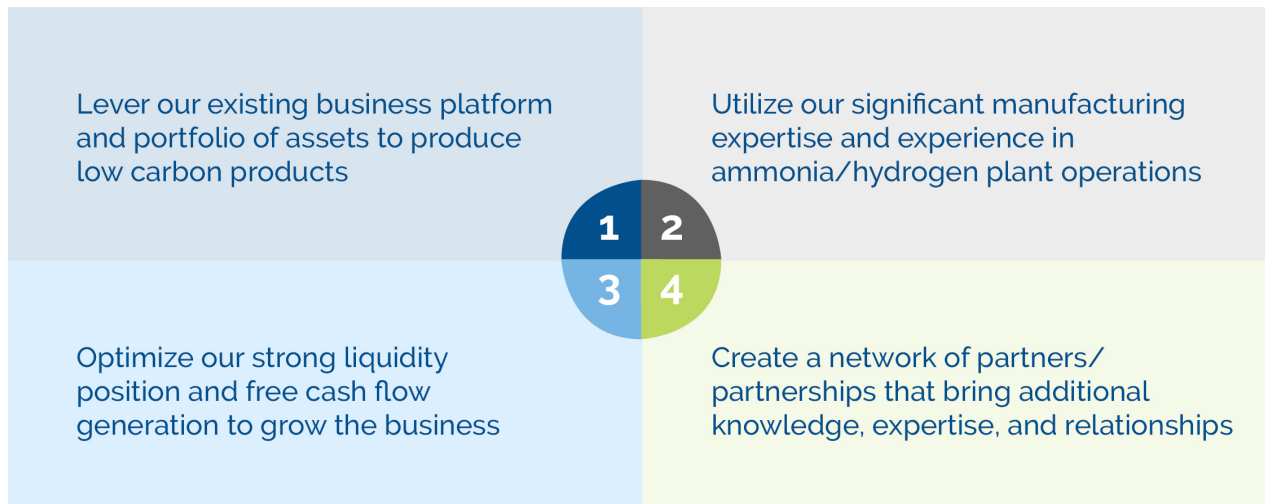 Lever our existing business platform
and portfolio of assets to produce
low carbon products
Utilize our significant manufacturing
expertise and experience in
ammonia/hydrogen plant operations
1
2
3
4
Optimize our strong liquidity
position and free cash flow
generation to grow the business
Create a network of partners/
partnerships that bring additional
knowledge, expertise, and relationships